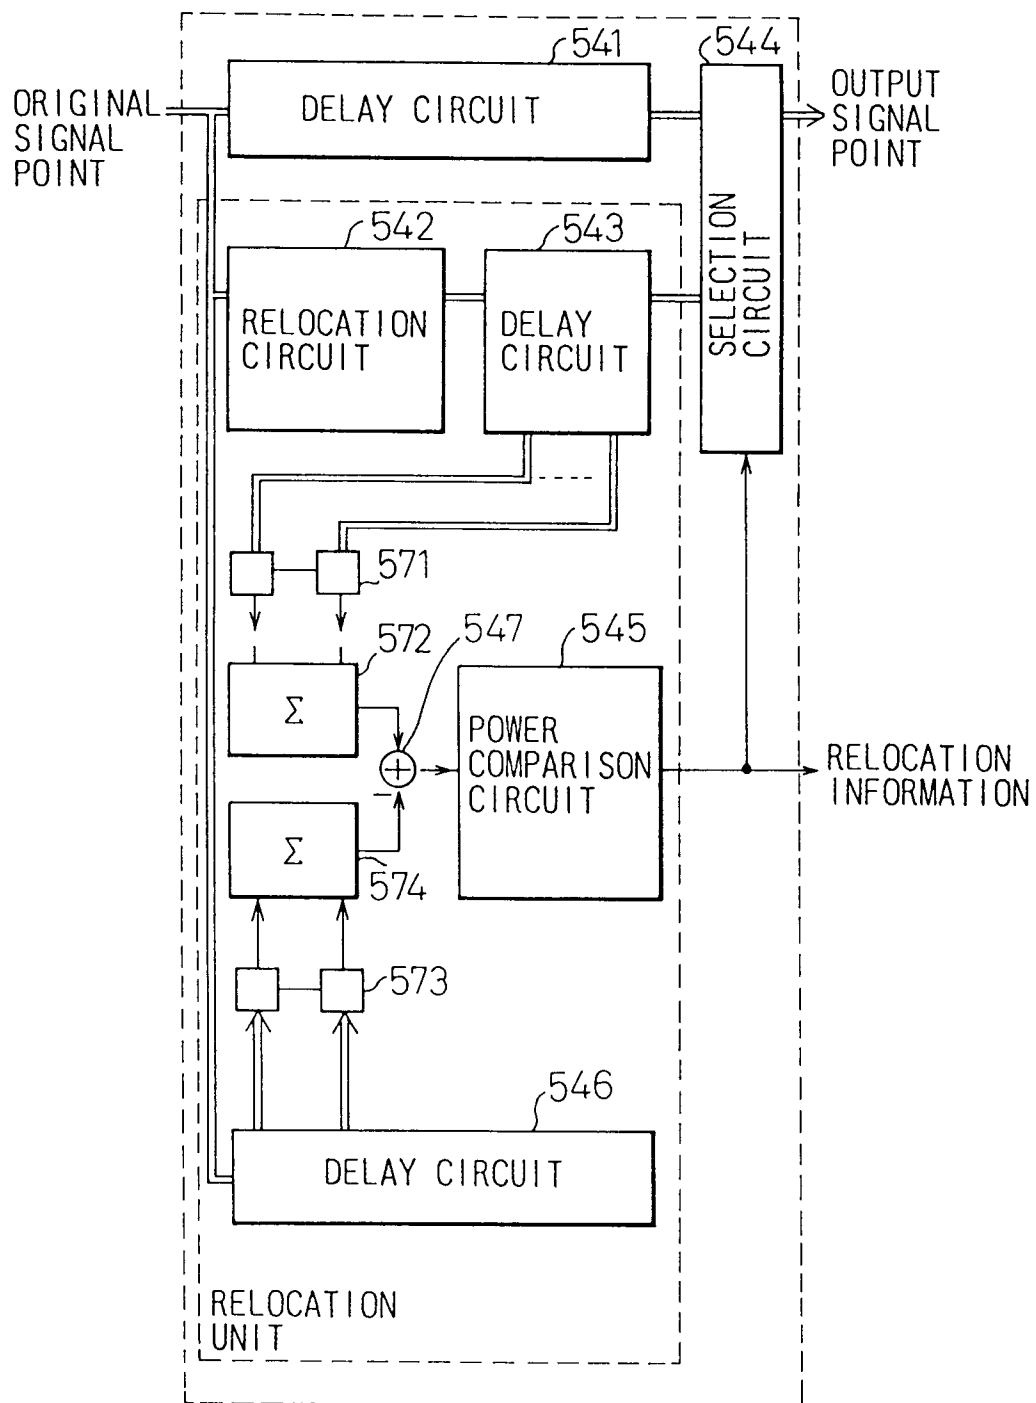 541
544
DELAY CIRCUIT
ORIGINAL
SIGNAL
POINT
OUTPUT
SIGNAL
POINT
542
543
SELECTION
CIRCUIT
RELOCATION
CIRCUIT
DELAY
CIRCUIT
571
572
547
545
Σ
POWER
COMPARISON
CIRCUIT
+
−
RELOCATION
INFORMATION
Σ
574
573
546
DELAY CIRCUIT
RELOCATION
UNIT